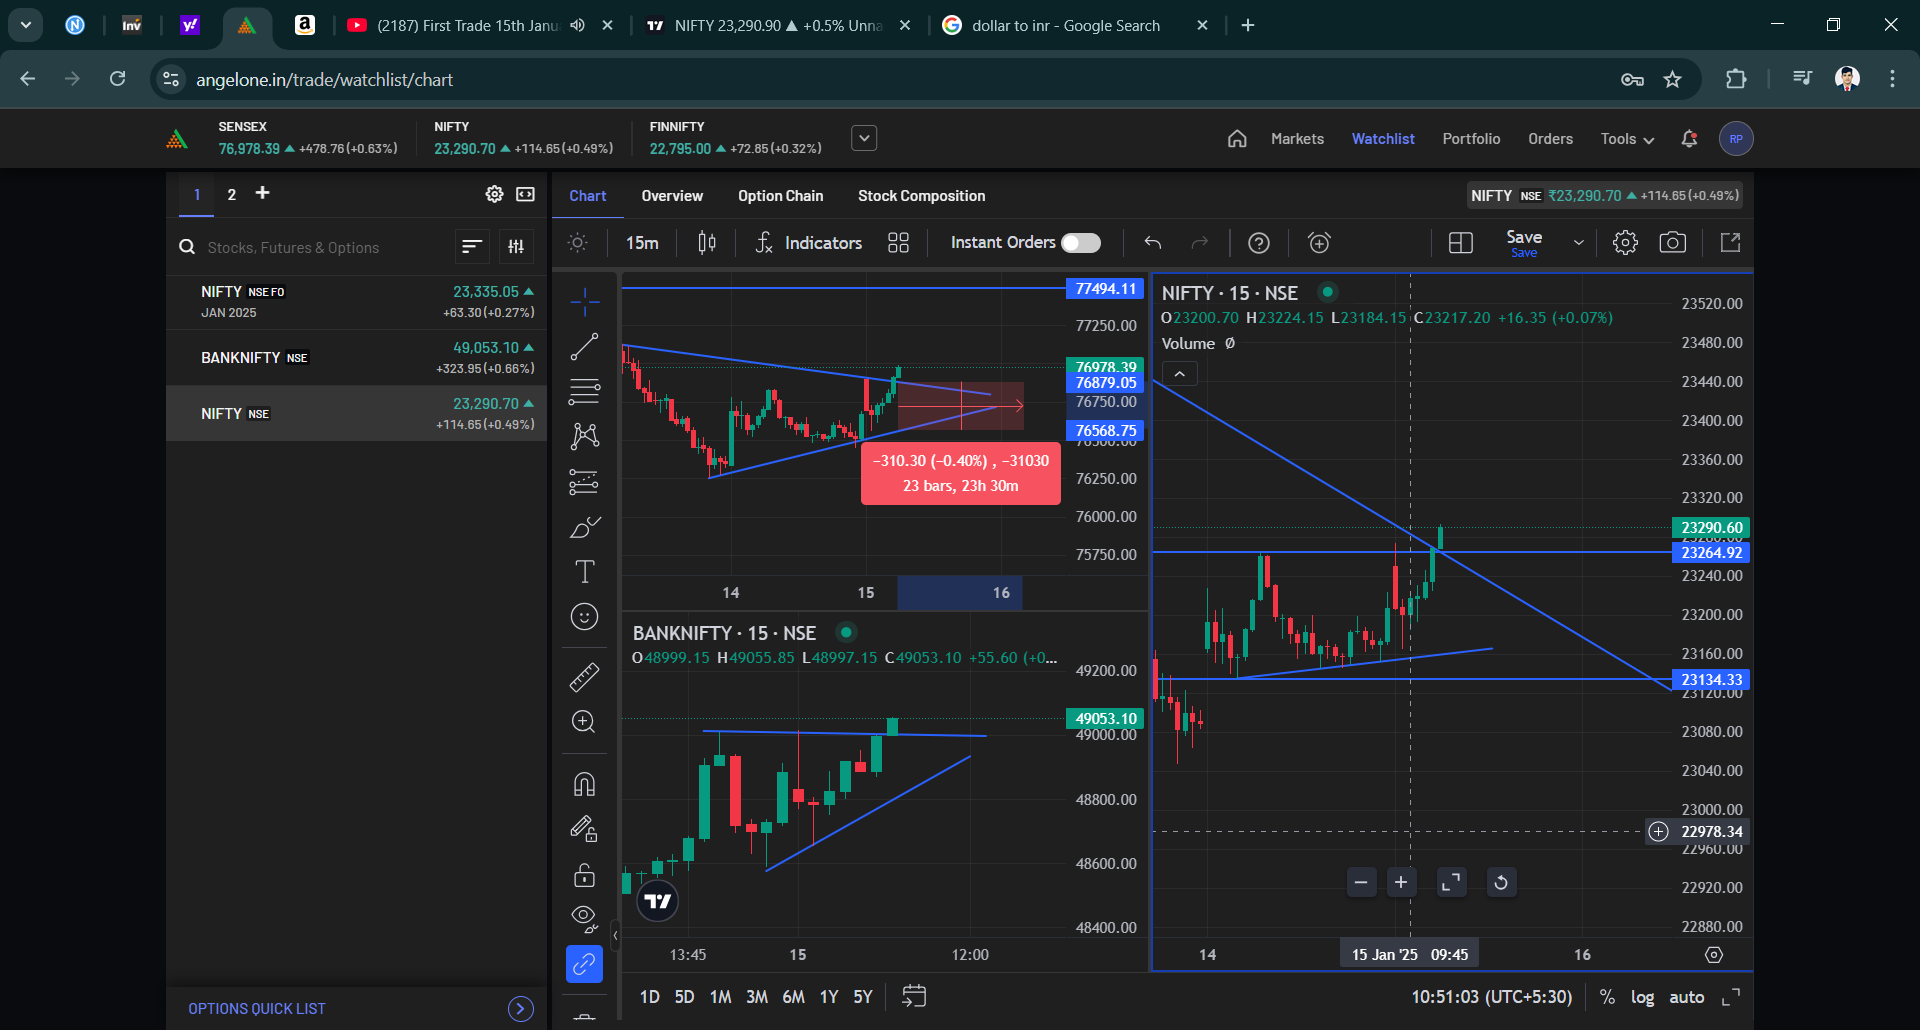 (2187) First Trade 15th Janu
NIFTY 23,290.90 ▲ +0.5% Unna
dollar to inr - Google Search
Inv
y!
a
angelone.in/trade/watchlist/chart
SENSEX
76,978.39 ▲ +478.76 (+0.63%)
NIFTY
23,290.70 ▲ +114.65 (+0.49%)
FINNIFTY
22,795.00 ▲ +72.85 (+0.32%)
Markets
Watchlist
Portfolio
Orders
Tools
RP
1
2
Stocks, Futures & Options
NIFTY NSE FO
23,335.05 ▲
JAN 2025
+63.30 (+0.27%)
BANKNIFTY NSE
49,053.10 ▲
+323.95 (+0.66%)
NIFTY NSE
23,290.70 ▲
+114.65 (+0.49%)
OPTIONS QUICK LIST
Chart
Overview
Option Chain
Stock Composition
NIFTY NSE ₹23,290.70 ▲ +114.65 (+0.49%)
15m
Indicators
Instant Orders
Save
Save
77494.11
77250.00
76978.39
76879.05
76750.00
76568.75
76500.00
76250.00
76000.00
75750.00
−310.30 (−0.40%) , −31030
23 bars, 23h 30m
14
15
16
BANKNIFTY · 15 · NSE
O48999.15 H49055.85 L48997.15 C49053.10 +55.60 (+0...
49200.00
49053.10
49000.00
48800.00
48600.00
48400.00
13:45
15
12:00
NIFTY · 15 · NSE
O23200.70 H23224.15 L23184.15 C23217.20 +16.35 (+0.07%)
Volume Ø
23520.00
23480.00
23440.00
23400.00
23360.00
23320.00
23290.60
23280.00
23264.92
23240.00
23200.00
23160.00
23134.33
23120.00
23080.00
23040.00
23000.00
22978.34
22960.00
22920.00
22880.00
14
15 Jan '25 09:45
16
1D 5D 1M 3M 6M 1Y 5Y
10:51:03 (UTC+5:30)
% log auto